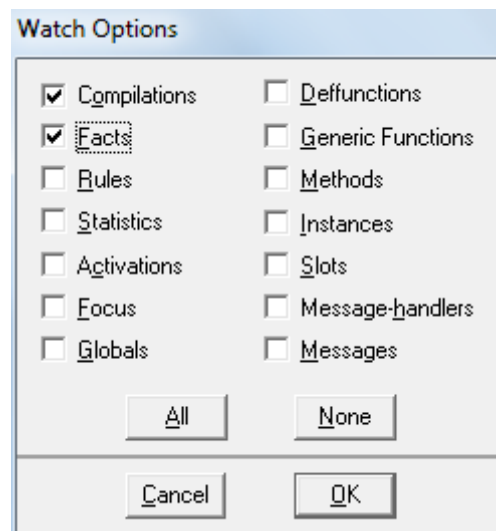 Watch Options
Compilations
Deffunctions
Facts
Generic Functions
Rules
Methods
Statistics
Instances
Activations
Slots
Focus
Message-handlers
Globals
Messages
All
None
Cancel
OK